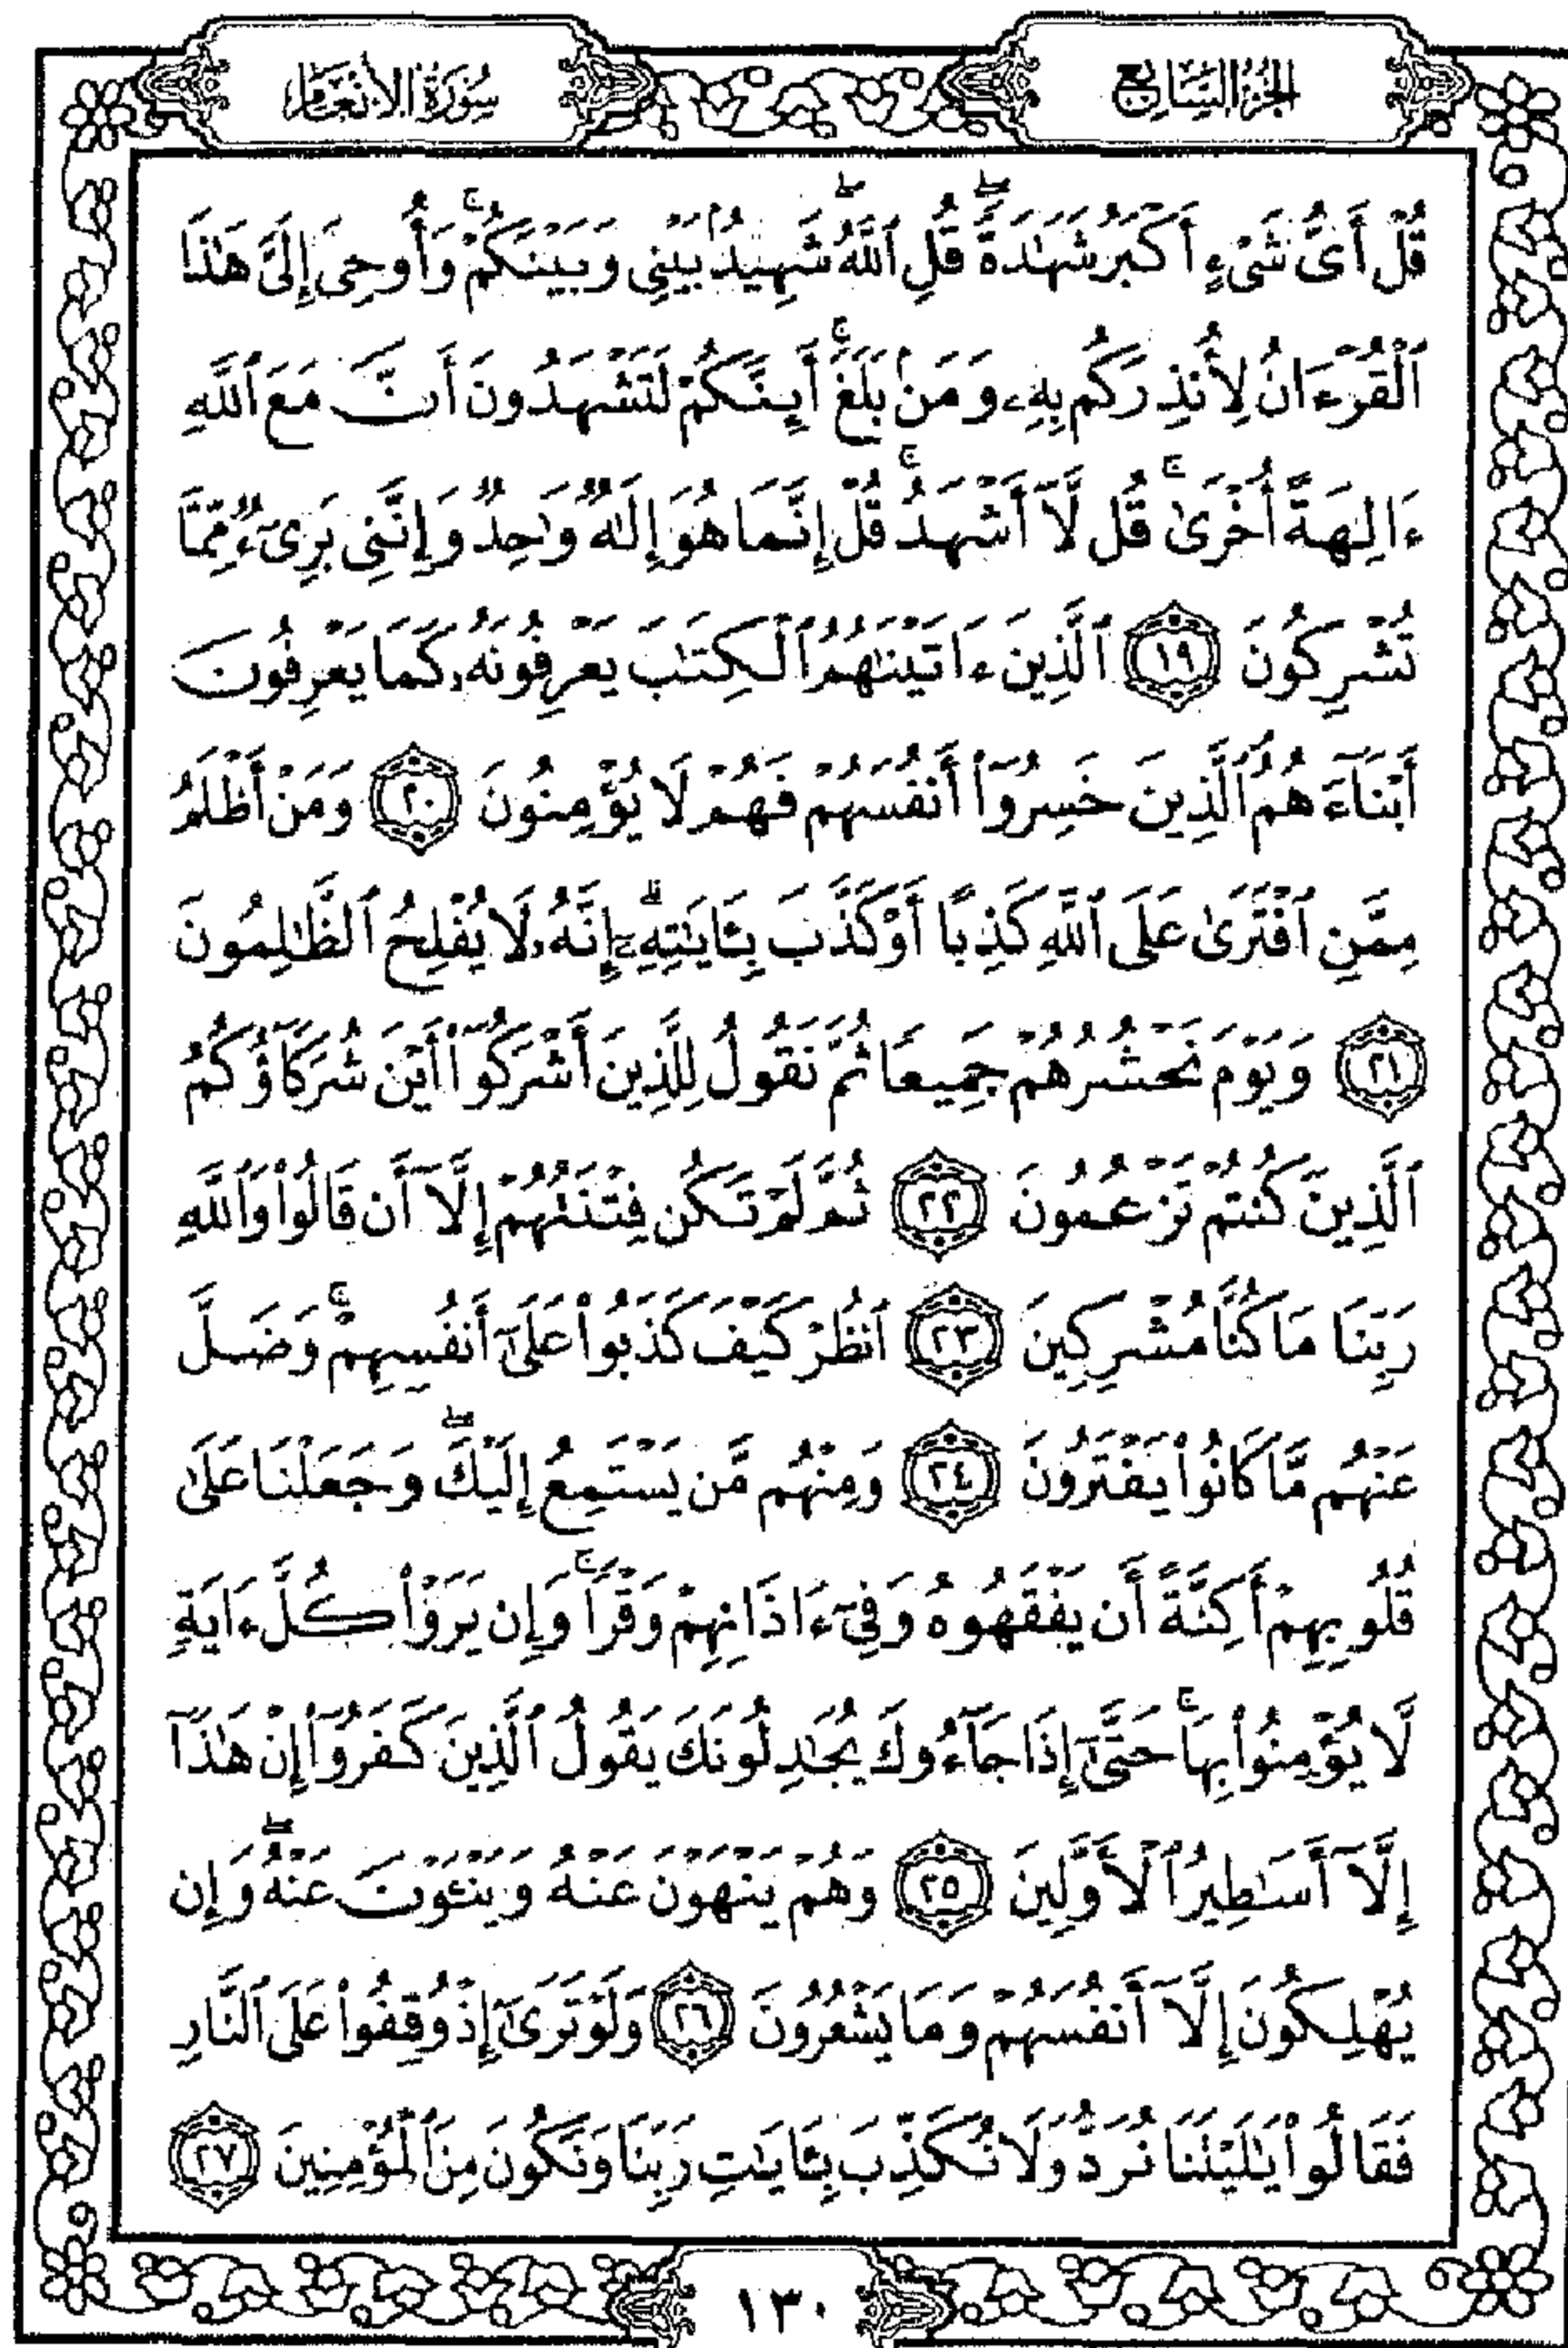 الجزء السابع
سورة الأنعام
قُلۡ أَىُّ شَىۡءٍ أَكۡبَرُ شَهَٰدَةًۖ قُلِ ٱللَّهُۖ شَهِيدُۢ بَيۡنِى وَبَيۡنَكُمۡۚ وَأُوحِىَ إِلَىَّ هَٰذَا
ٱلۡقُرۡءَانُ لِأُنذِرَكُم بِهِۦ وَمَنۢ بَلَغَۚ أَئِنَّكُمۡ لَتَشۡهَدُونَ أَنَّ مَعَ ٱللَّهِ
ءَالِهَةً أُخۡرَىٰۚ قُل لَّآ أَشۡهَدُۚ قُلۡ إِنَّمَا هُوَ إِلَٰهٌ وَٰحِدٌ وَإِنَّنِى بَرِىٓءٌ مِّمَّا
تُشۡرِكُونَ ١٩ ٱلَّذِينَ ءَاتَيۡنَٰهُمُ ٱلۡكِتَٰبَ يَعۡرِفُونَهُۥ كَمَا يَعۡرِفُونَ
أَبۡنَآءَهُمُ ٱلَّذِينَ خَسِرُوٓاْ أَنفُسَهُمۡ فَهُمۡ لَا يُؤۡمِنُونَ ٢٠ وَمَنۡ أَظۡلَمُ
مِمَّنِ ٱفۡتَرَىٰ عَلَى ٱللَّهِ كَذِبًا أَوۡ كَذَّبَ بِـَٔايَٰتِهِۦٓۗ إِنَّهُۥ لَا يُفۡلِحُ ٱلظَّٰلِمُونَ
٢١ وَيَوۡمَ نَحۡشُرُهُمۡ جَمِيعًا ثُمَّ نَقُولُ لِلَّذِينَ أَشۡرَكُوٓاْ أَيۡنَ شُرَكَآؤُكُمُ
ٱلَّذِينَ كُنتُمۡ تَزۡعُمُونَ ٢٢ ثُمَّ لَمۡ تَكُن فِتۡنَتُهُمۡ إِلَّآ أَن قَالُواْ وَٱللَّهِ
رَبِّنَا مَا كُنَّا مُشۡرِكِينَ ٢٣ ٱنظُرۡ كَيۡفَ كَذَبُواْ عَلَىٰٓ أَنفُسِهِمۡۚ وَضَلَّ
عَنۡهُم مَّا كَانُواْ يَفۡتَرُونَ ٢٤ وَمِنۡهُم مَّن يَسۡتَمِعُ إِلَيۡكَۖ وَجَعَلۡنَا عَلَىٰ
قُلُوبِهِمۡ أَكِنَّةً أَن يَفۡقَهُوهُ وَفِىٓ ءَاذَانِهِمۡ وَقۡرًاۚ وَإِن يَرَوۡاْ كُلَّ ءَايَةٍ
لَّا يُؤۡمِنُواْ بِهَاۚ حَتَّىٰٓ إِذَا جَآءُوكَ يُجَٰدِلُونَكَ يَقُولُ ٱلَّذِينَ كَفَرُوٓاْ إِنۡ هَٰذَآ
إِلَّآ أَسَٰطِيرُ ٱلۡأَوَّلِينَ ٢٥ وَهُمۡ يَنۡهَوۡنَ عَنۡهُ وَيَنۡـَٔوۡنَ عَنۡهُۖ وَإِن
يُهۡلِكُونَ إِلَّآ أَنفُسَهُمۡ وَمَا يَشۡعُرُونَ ٢٦ وَلَوۡ تَرَىٰٓ إِذۡ وُقِفُواْ عَلَى ٱلنَّارِ
فَقَالُواْ يَٰلَيۡتَنَا نُرَدُّ وَلَا نُكَذِّبَ بِـَٔايَٰتِ رَبِّنَا وَنَكُونَ مِنَ ٱلۡمُؤۡمِنِينَ ٢٧
١٣٠